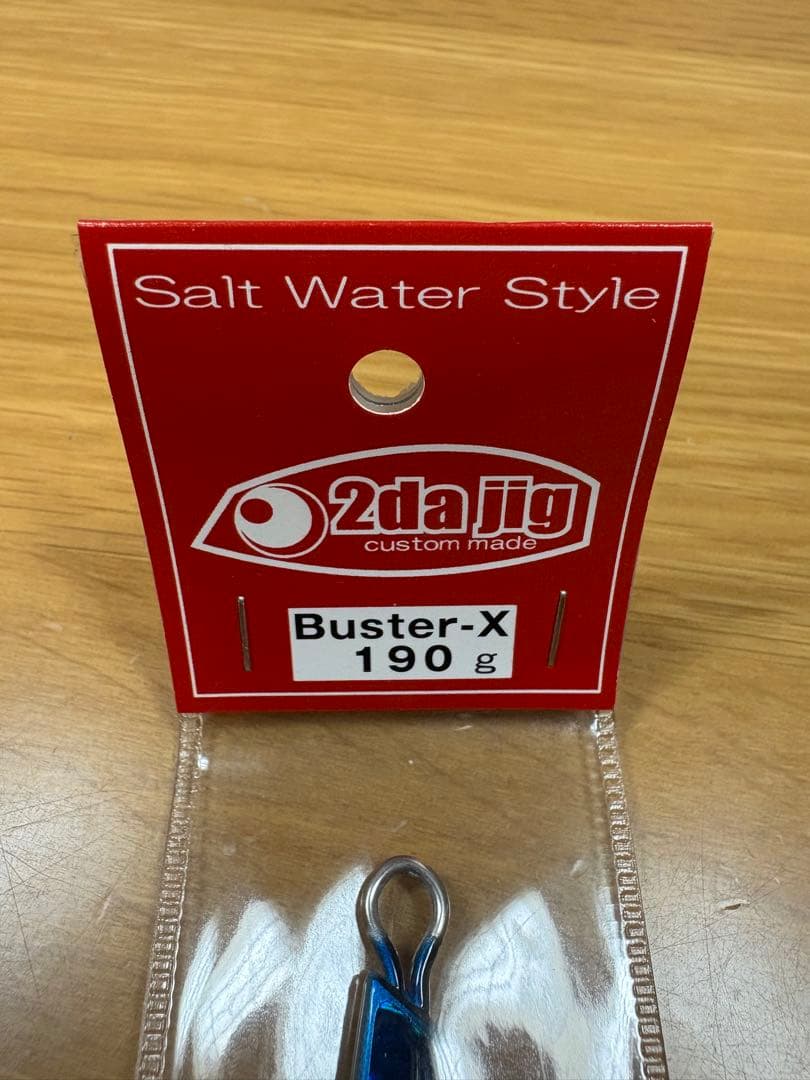 Salt Water Style
2da jig
custom made
Buster-X
190 g